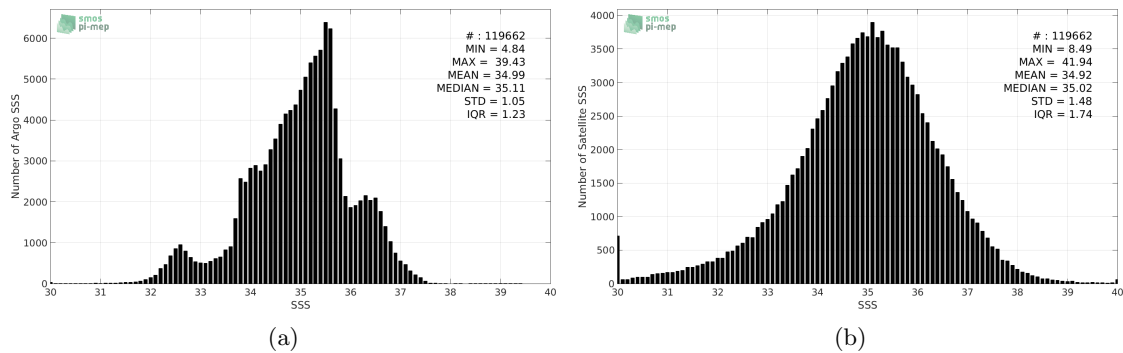 smos
pi-mep
# : 119662
MIN = 4.84
MAX = 39.43
MEAN = 34.99
MEDIAN = 35.11
STD = 1.05
IQR = 1.23
Number of Argo SSS
6000
5000
4000
3000
2000
1000
0
30 31 32 33 34 35 36 37 38 39 40
SSS
(a)
smos
pi-mep
# : 119662
MIN = 8.49
MAX = 41.94
MEAN = 34.92
MEDIAN = 35.02
STD = 1.48
IQR = 1.74
Number of Satellite SSS
4000
3500
3000
2500
2000
1500
1000
500
0
30 31 32 33 34 35 36 37 38 39 40
SSS
(b)